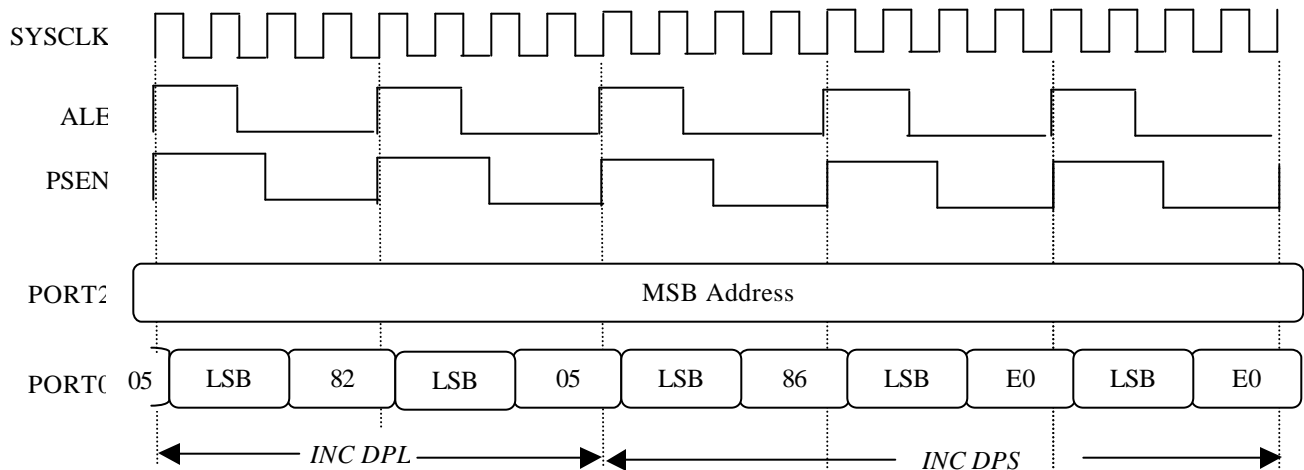 SYSCLK
ALE
PSEN
PORT2 MSB Address
PORT0 05 LSB 82 LSB 05 LSB 86 LSB E0 LSB E0
INC DPL INC DPS